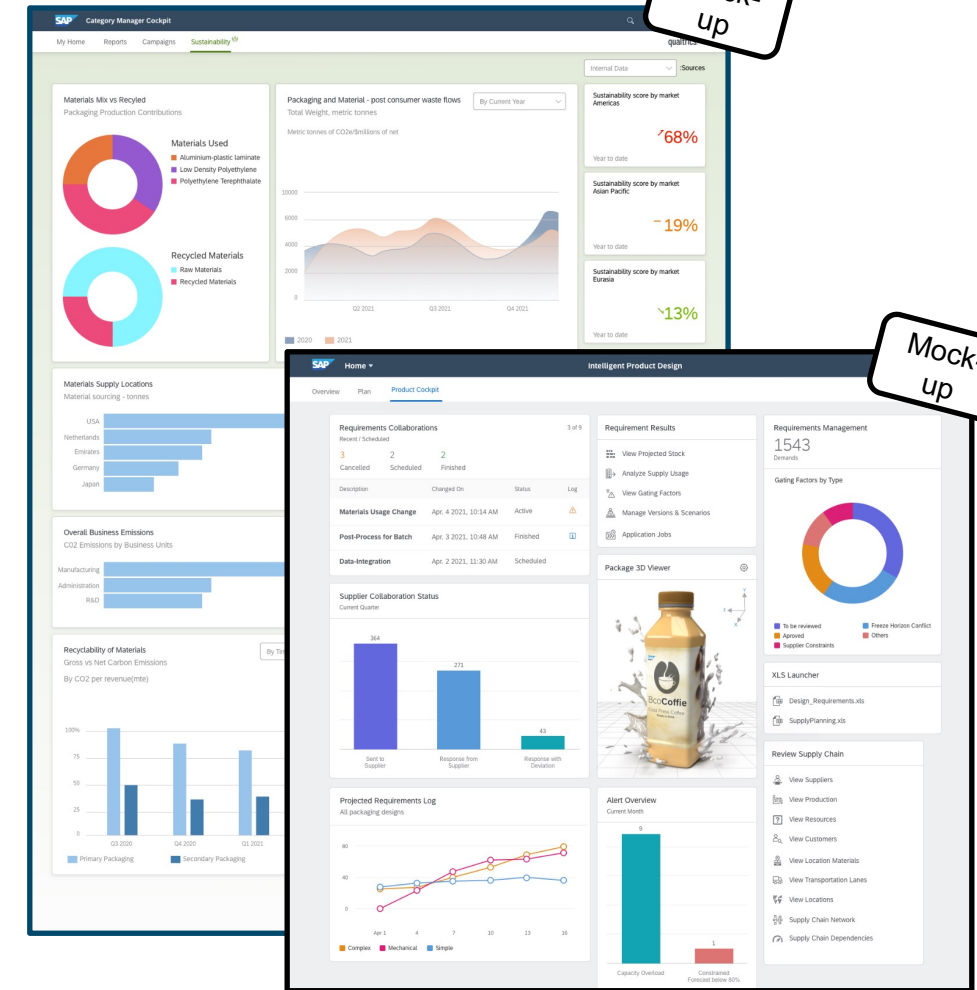 Mock-
up
SAP Category Manager Cockpit
My Home Reports Campaigns Sustainability
qualtrics
Internal Data :Sources
Materials Mix vs Recyled
Packaging Production Contributions
Materials Used
Aluminium-plastic laminate
Low Density Polyethylene
Polyethylene Terephthalate
Recycled Materials
Raw Materials
Recycled Materials
Packaging and Material - post consumer waste flows
By Current Year
Total Weight, metric tonnes
Metric tonnes of CO2e/$millions of net
10000
6000
4000
2000
0
Q2 2021 Q3 2021 Q4 2021
2020 2021
Sustainability score by market
Americas
68%
Year to date
Sustainability score by market
Asian Pacific
19%
Year to date
Sustainability score by market
Eurasia
13%
Year to date
Materials Supply Locations
Material sourcing - tonnes
USA
Netherlands
Emirates
Germany
Japan
Overall Business Emissions
C02 Emissions by Business Units
Manufacturing
Administration
R&D
Recyclability of Materials
Gross vs Net Carbon Emissions
By CO2 per revenue(mte)
100%
75
50
25
0
Q3 2020 Q4 2020 Q1 2021
Primary Packaging Secondary Packaging
Mock-
up
SAP Home Intelligent Product Design
Overview Plan Product Cockpit
Requirements Collaborations 3 of 9
Recent / Scheduled
3 2 2
Cancelled Scheduled Finished
Description Changed On Status Log
Materials Usage Change Apr. 4 2021, 10:14 AM Active
Post-Process for Batch Apr. 3 2021, 10:48 AM Finished
Data-Integration Apr. 2 2021, 11:30 AM Scheduled
Supplier Collaboration Status
Current Quarter
364
271
43
Sent to
Supplier
Response from
Supplier
Response with
Deviation
Projected Requirements Log
All packaging designs
80
40
0
Apr 1 4 7 10 13 16
Complex Mechanical Simple
Requirement Results
View Projected Stock
Analyze Supply Usage
View Gating Factors
Manage Versions & Scenarios
Application Jobs
Package 3D Viewer
EcoCoffie
Alert Overview
Current Month
9
1
Capacity Overload
Constrained
Forecast below 80%
Requirements Management
1543
Demands
Gating Factors by Type
To be reviewed Freeze Horizon Conflict
Aproved Others
Supplier Constraints
XLS Launcher
Design_Requirements.xls
SupplyPlanning.xls
Review Supply Chain
View Suppliers
View Production
View Resources
View Customers
View Location Materials
View Transportation Lanes
View Locations
Supply Chain Network
Supply Chain Dependencies